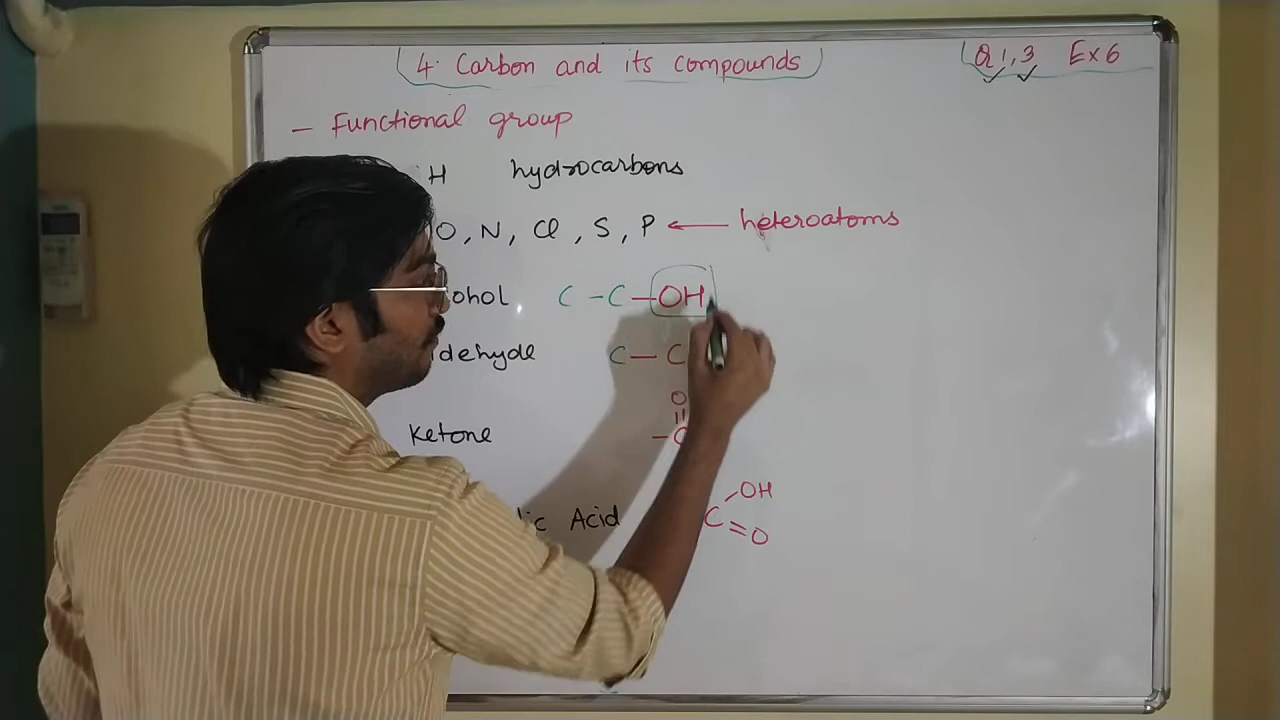 4. Carbon and its compounds
Q 1, 3 Ex 6
- Functional group
H hydrocarbons
O, N, Cl, S, P ← heteroatoms
ohol C - C - OH
dehyde C - C
O
Ketone - C
OH
lic Acid C
= O